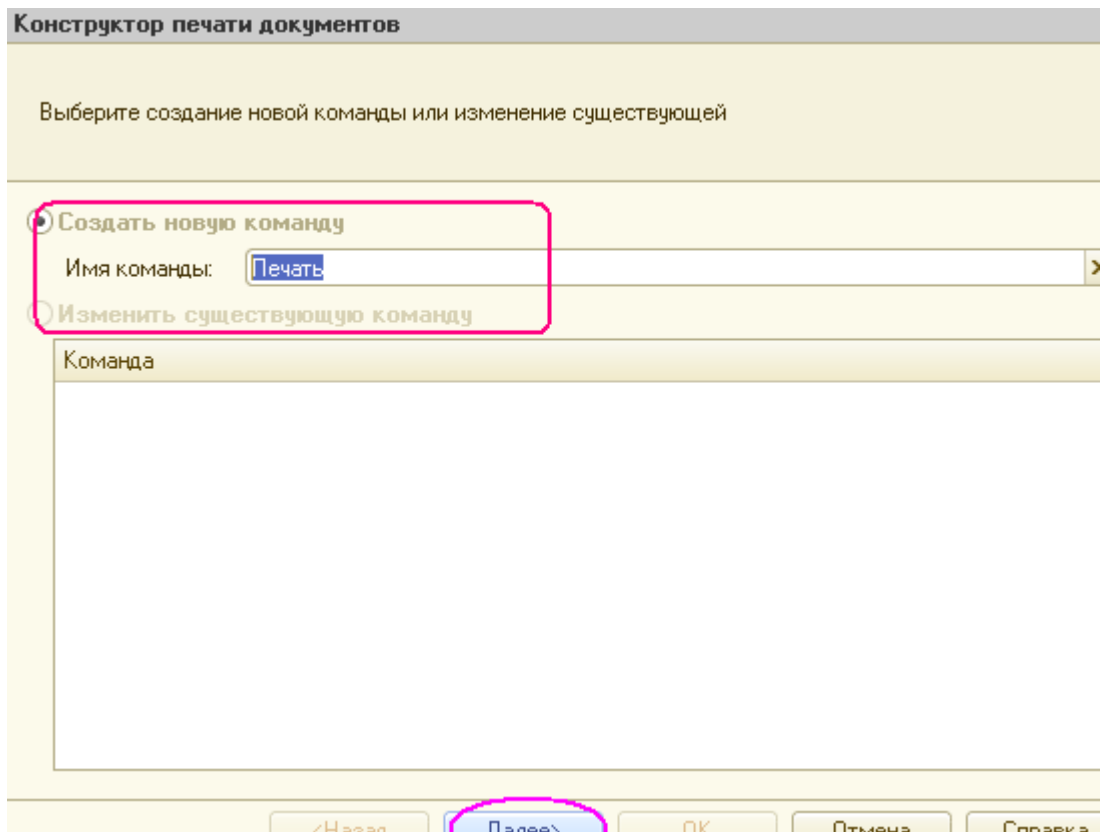 Конструктор печати документов
Выберите создание новой команды или изменение существующей
Создать новую команду
Имя команды: Печать
Изменить существующую команду
Команда
<Назад Далее> ОК Отмена Справка